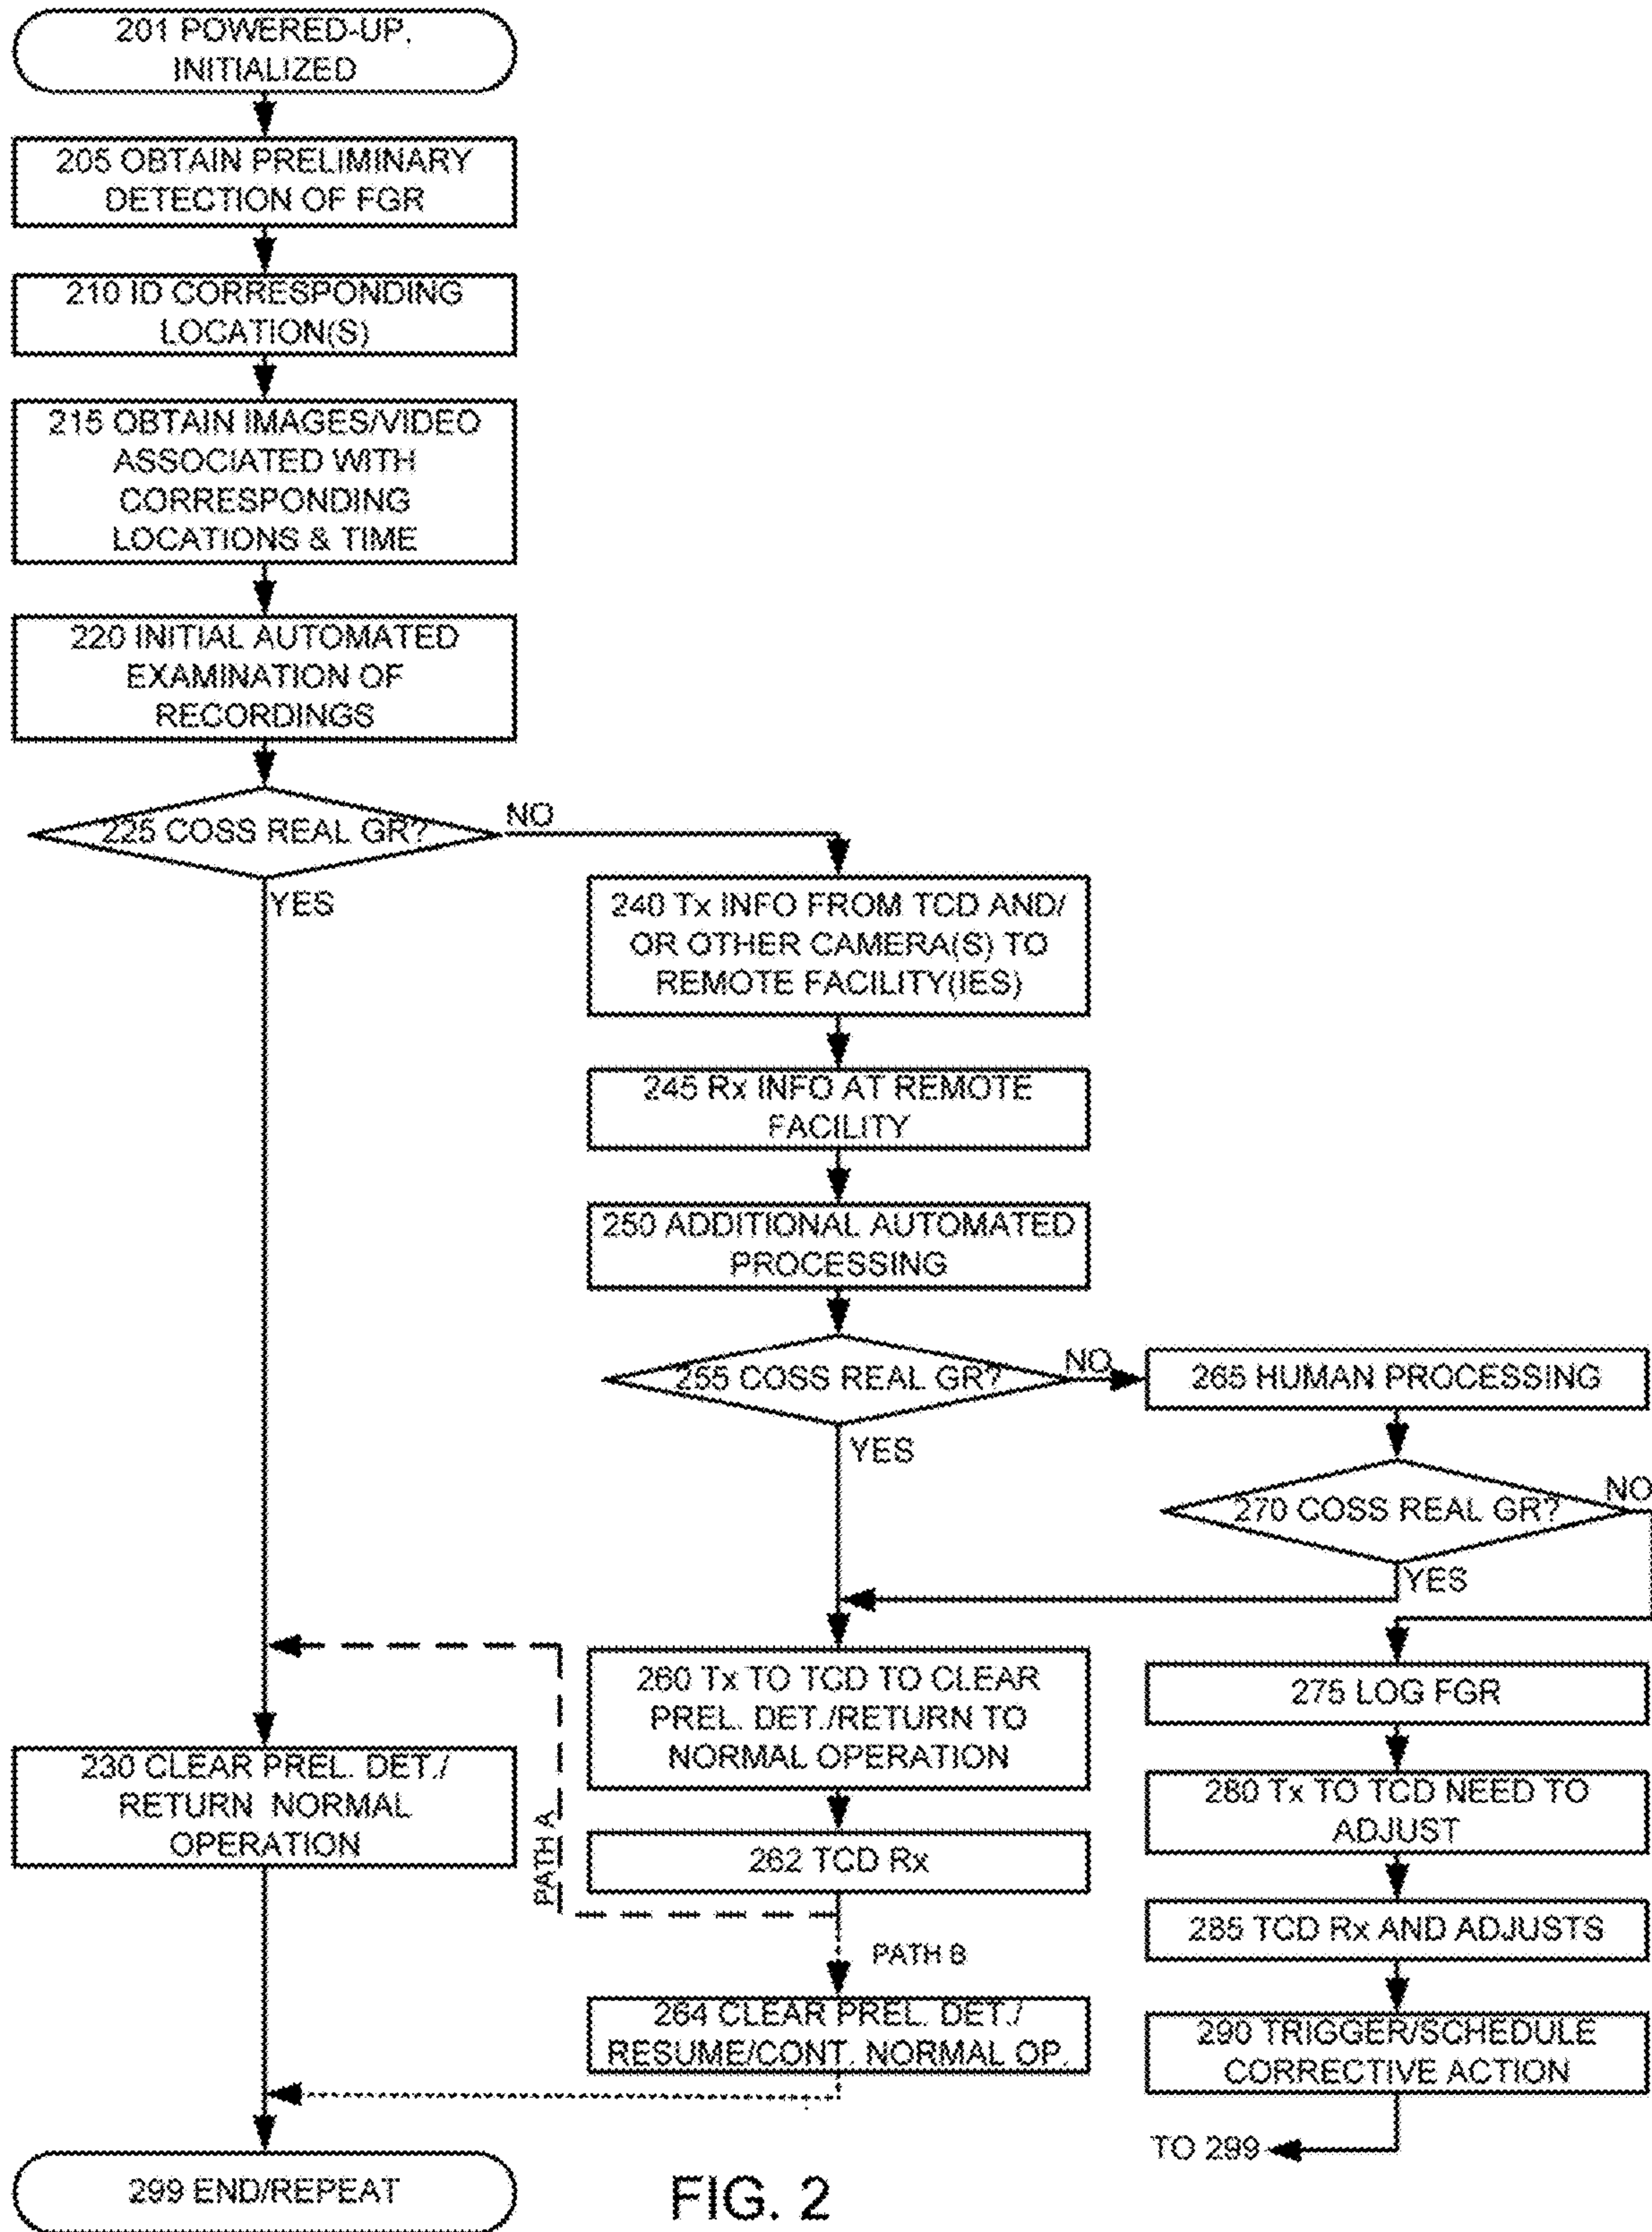 201 POWERED-UP,
INITIALIZED
205 OBTAIN PRELIMINARY
DETECTION OF FGR
210 ID CORRESPONDING
LOCATION(S)
215 OBTAIN IMAGES/VIDEO
ASSOCIATED WITH
CORRESPONDING
LOCATIONS & TIME
220 INITIAL AUTOMATED
EXAMINATION OF
RECORDINGS
225 COSS REAL GR?
NO
YES
240 Tx INFO FROM TCD AND/
OR OTHER CAMERA(S) TO
REMOTE FACILITY(IES)
245 Rx INFO AT REMOTE
FACILITY
250 ADDITIONAL AUTOMATED
PROCESSING
255 COSS REAL GR?
NO
YES
265 HUMAN PROCESSING
270 COSS REAL GR?
NO
YES
260 Tx TO TCD TO CLEAR
PREL. DET./RETURN TO
NORMAL OPERATION
262 TCD Rx
PATH A
PATH B
264 CLEAR PREL. DET./
RESUME/CONT. NORMAL OP.
230 CLEAR PREL. DET./
RETURN NORMAL
OPERATION
275 LOG FGR
280 Tx TO TCD NEED TO
ADJUST
285 TCD Rx AND ADJUSTS
290 TRIGGER/SCHEDULE
CORRECTIVE ACTION
TO 299
299 END/REPEAT
FIG. 2